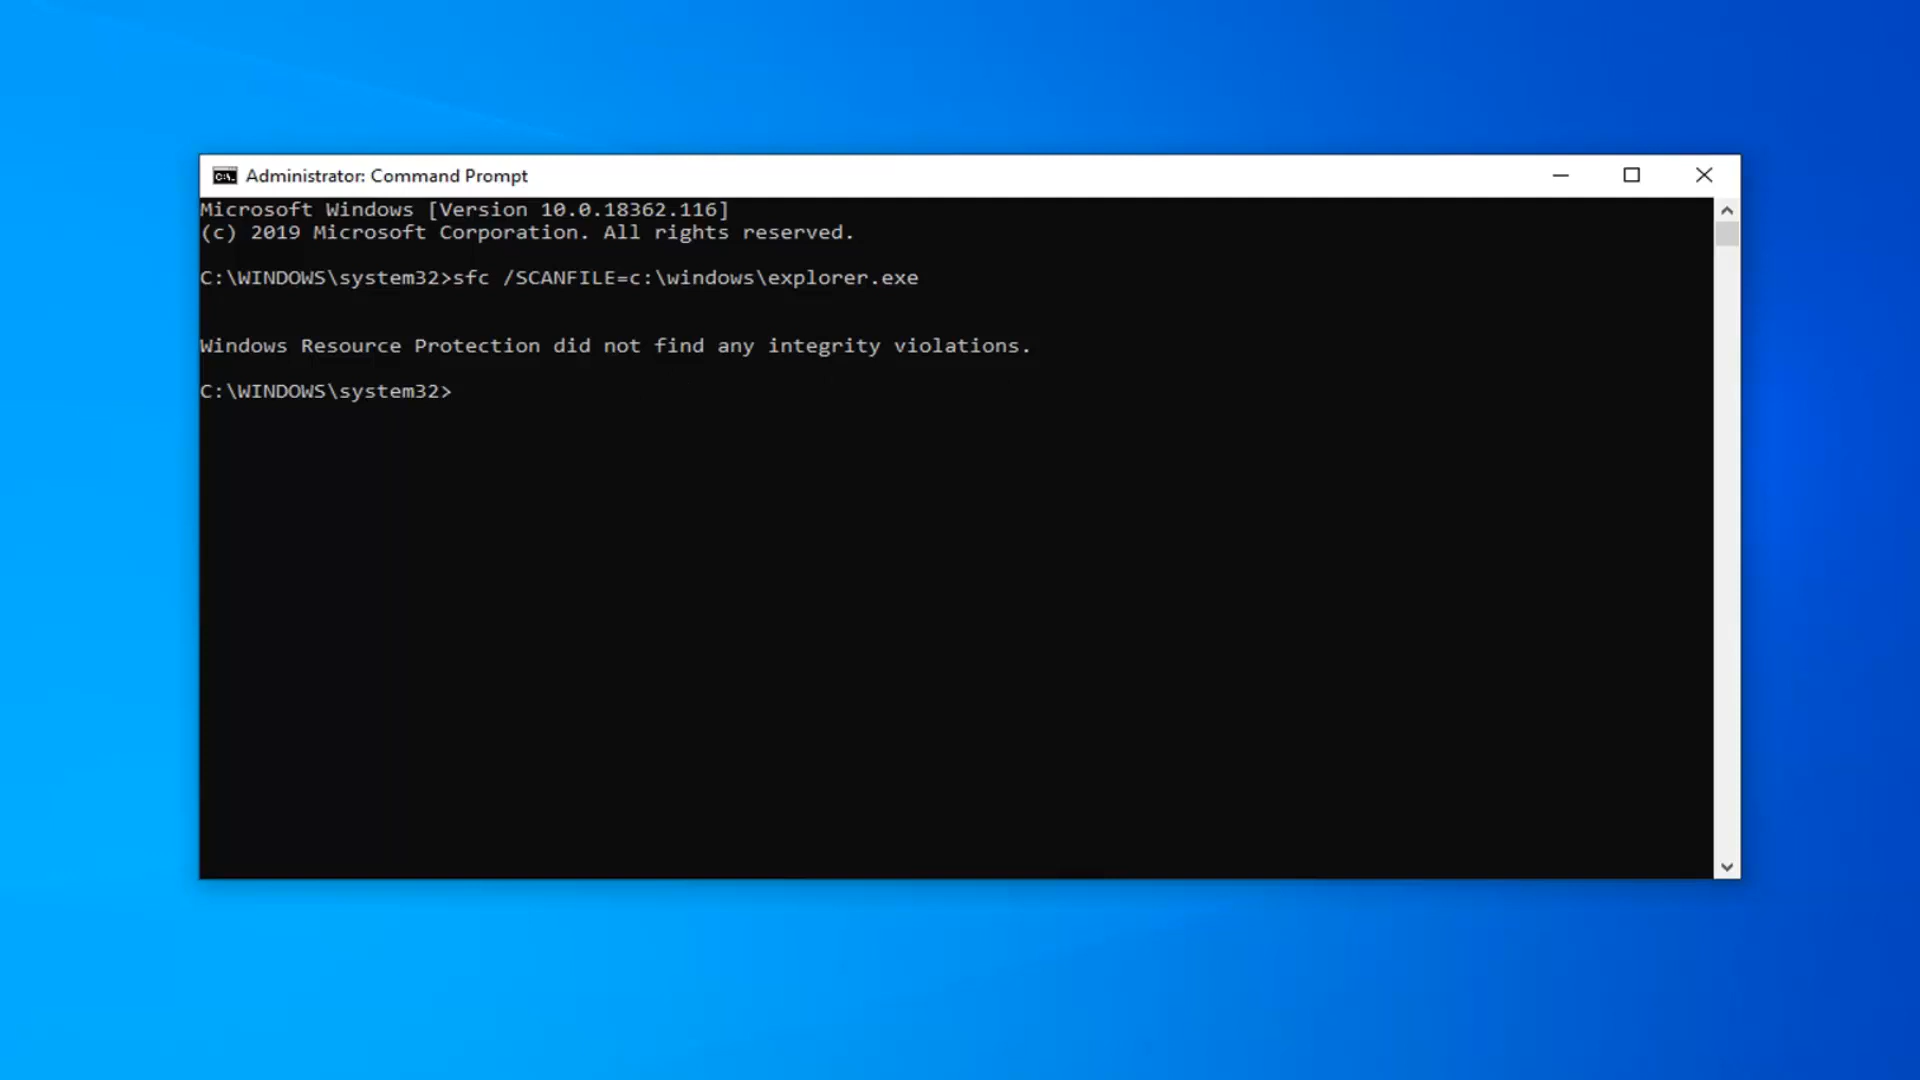 Administrator: Command Prompt
Microsoft Windows [Version 10.0.18362.116]
(c) 2019 Microsoft Corporation. All rights reserved.
C:\WINDOWS\system32>sfc /SCANFILE=c:\windows\explorer.exe
Windows Resource Protection did not find any integrity violations.
C:\WINDOWS\system32>